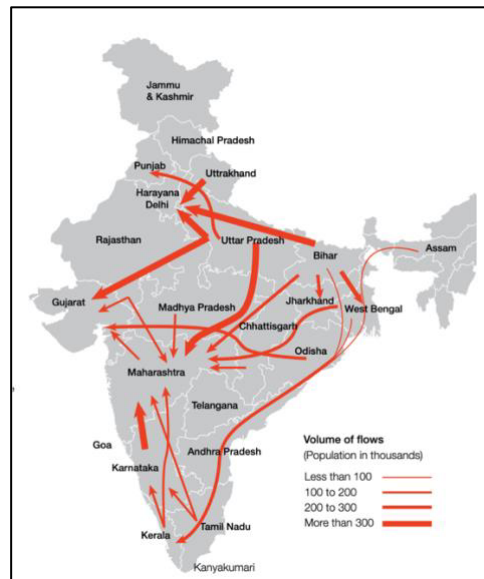 Jammu
& Kashmir
Himachal Pradesh
Punjab
Uttrakhand
Harayana
Delhi
Rajasthan
Uttar Pradesh
Bihar
Assam
Gujarat
Madhya Pradesh
Jharkhand
West Bengal
Chhattisgarh
Odisha
Maharashtra
Telangana
Goa
Andhra Pradesh
Karnataka
Kerala
Tamil Nadu
Kanyakumari
Volume of flows
(Population in thousands)
Less than 100
100 to 200
200 to 300
More than 300